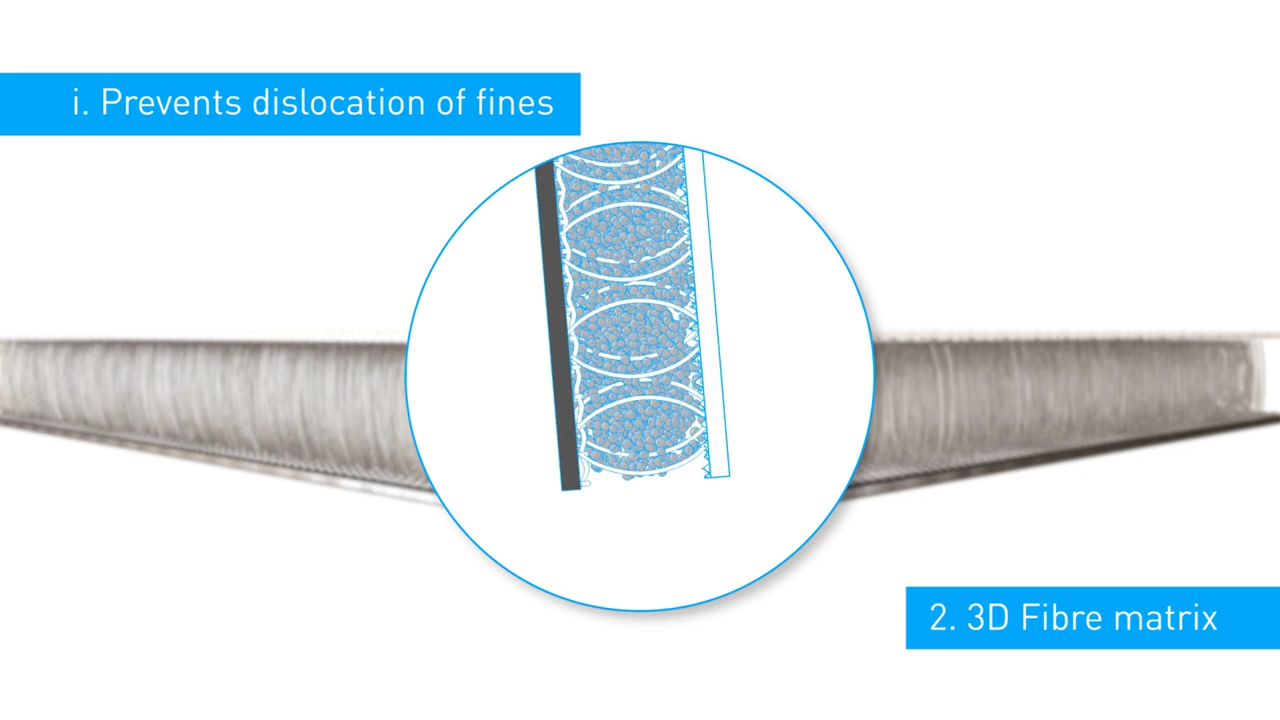 i. Prevents dislocation of fines
2. 3D Fibre matrix